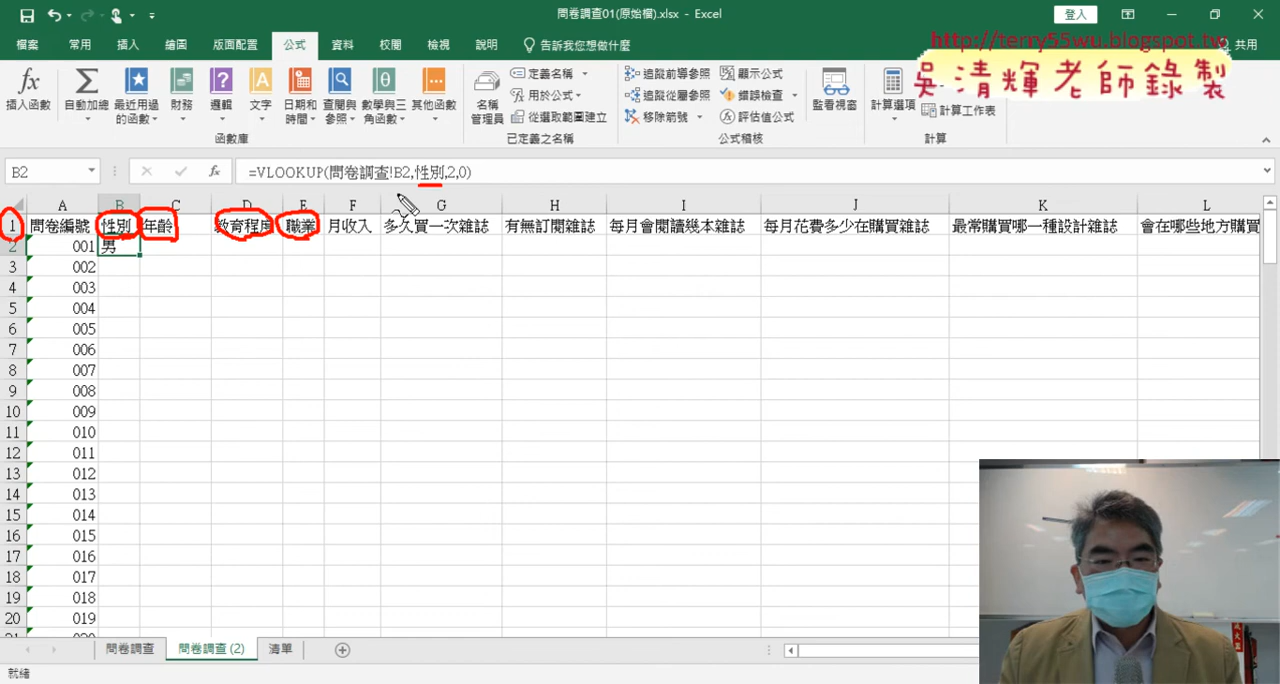 問卷調查01(原始檔).xlsx - Excel
登入
檔案 常用 插入 繪圖 版面配置 公式 資料 校閱 檢視 說明 告訴我您想做什麼 共用
http://terry55wu.blogspot.tw
吳清輝老師錄製
fx 插入函數
Σ 自動加總
最近用過的函數
財務
? 邏輯
A 文字
日期和時間
查閱與參照
θ 數學與三角函數
其他函數
函數庫
名稱管理員
定義名稱
用於公式
從選取範圍建立
已定義之名稱
追蹤前導參照
追蹤從屬參照
移除箭號
顯示公式
錯誤檢查
評估值公式
公式稽核
監看視窗
計算選項
計算工作表
計算
B2 fx =VLOOKUP(問卷調查!B2,性別,2,0)
A B C D E F G H I J K L
1 問卷編號 性別 年齡 教育程度 職業 月收入 多久買一次雜誌 有無訂閱雜誌 每月會閱讀幾本雜誌 每月花費多少在購買雜誌 最常購買哪一種設計雜誌 會在哪些地方購買
2 001 男
3 002
4 003
5 004
6 005
7 006
8 007
9 008
10 009
11 010
12 011
13 012
14 013
15 014
16 015
17 016
18 017
19 018
20 019
問卷調查 問卷調查 (2) 清單
就緒